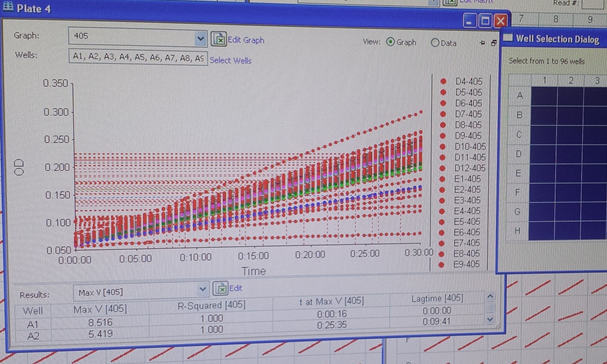 Plate 4
Graph:
405
Edit Graph
View:
Graph
Data
Wells:
A1, A2, A3, A4, A5, A6, A7, A8, A9
Select Wells
0.350
0.300
0.250
0.200
0.150
0.100
0.050
OD
0:00:00
0:05:00
0:10:00
0:15:00
0:20:00
0:25:00
0:30:00
Time
D4-405
D5-405
D6-405
D7-405
D8-405
D9-405
D10-405
D11-405
D12-405
E1-405
E2-405
E3-405
E4-405
E5-405
E6-405
E7-405
E8-405
E9-405
Results:
Max V [405]
Edit
Well Max V [405] R-Squared [405] t at Max V [405] Lagtime [405]
A1 8.516 1.000 0:00:16 0:00:00
A2 5.419 1.000 0:25:35 0:09:41
Read #:
7 8 9
Well Selection Dialog
Select from 1 to 96 wells
1 2 3
A
B
C
D
E
F
G
H